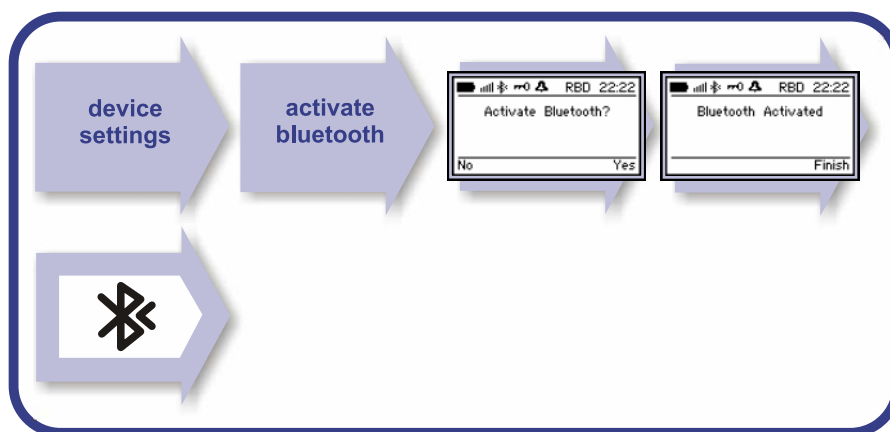 device
settings
activate
bluetooth
RBD 22:22
Activate Bluetooth?
No Yes
RBD 22:22
Bluetooth Activated
Finish